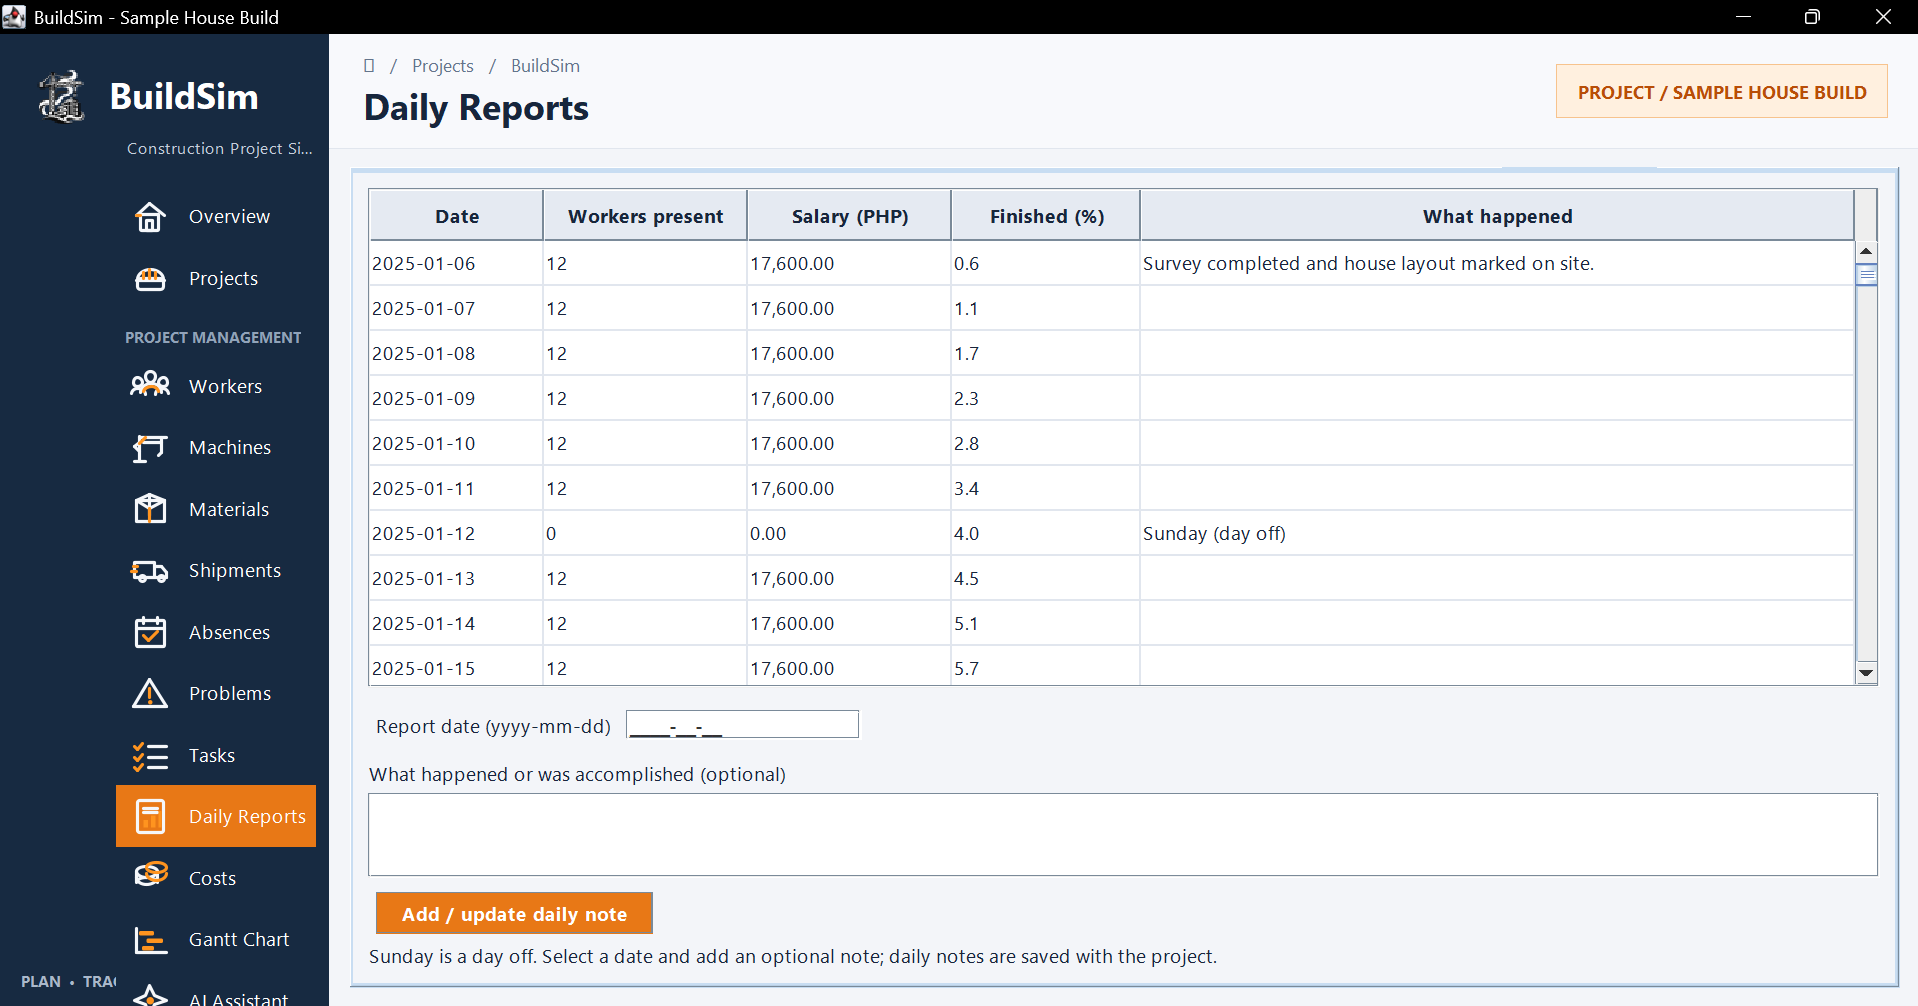 BuildSim - Sample House Build
BuildSim
Construction Project Si...
Overview
Projects
PROJECT MANAGEMENT
Workers
Machines
Materials
Shipments
Absences
Problems
Tasks
Daily Reports
Costs
Gantt Chart
AI Assistant
PLAN • TRA
/ Projects / BuildSim
Daily Reports
PROJECT / SAMPLE HOUSE BUILD
Date Workers present Salary (PHP) Finished (%) What happened
2025-01-06 12 17,600.00 0.6 Survey completed and house layout marked on site.
2025-01-07 12 17,600.00 1.1
2025-01-08 12 17,600.00 1.7
2025-01-09 12 17,600.00 2.3
2025-01-10 12 17,600.00 2.8
2025-01-11 12 17,600.00 3.4
2025-01-12 0 0.00 4.0 Sunday (day off)
2025-01-13 12 17,600.00 4.5
2025-01-14 12 17,600.00 5.1
2025-01-15 12 17,600.00 5.7
Report date (yyyy-mm-dd) ____-__-__
What happened or was accomplished (optional)
Add / update daily note
Sunday is a day off. Select a date and add an optional note; daily notes are saved with the project.